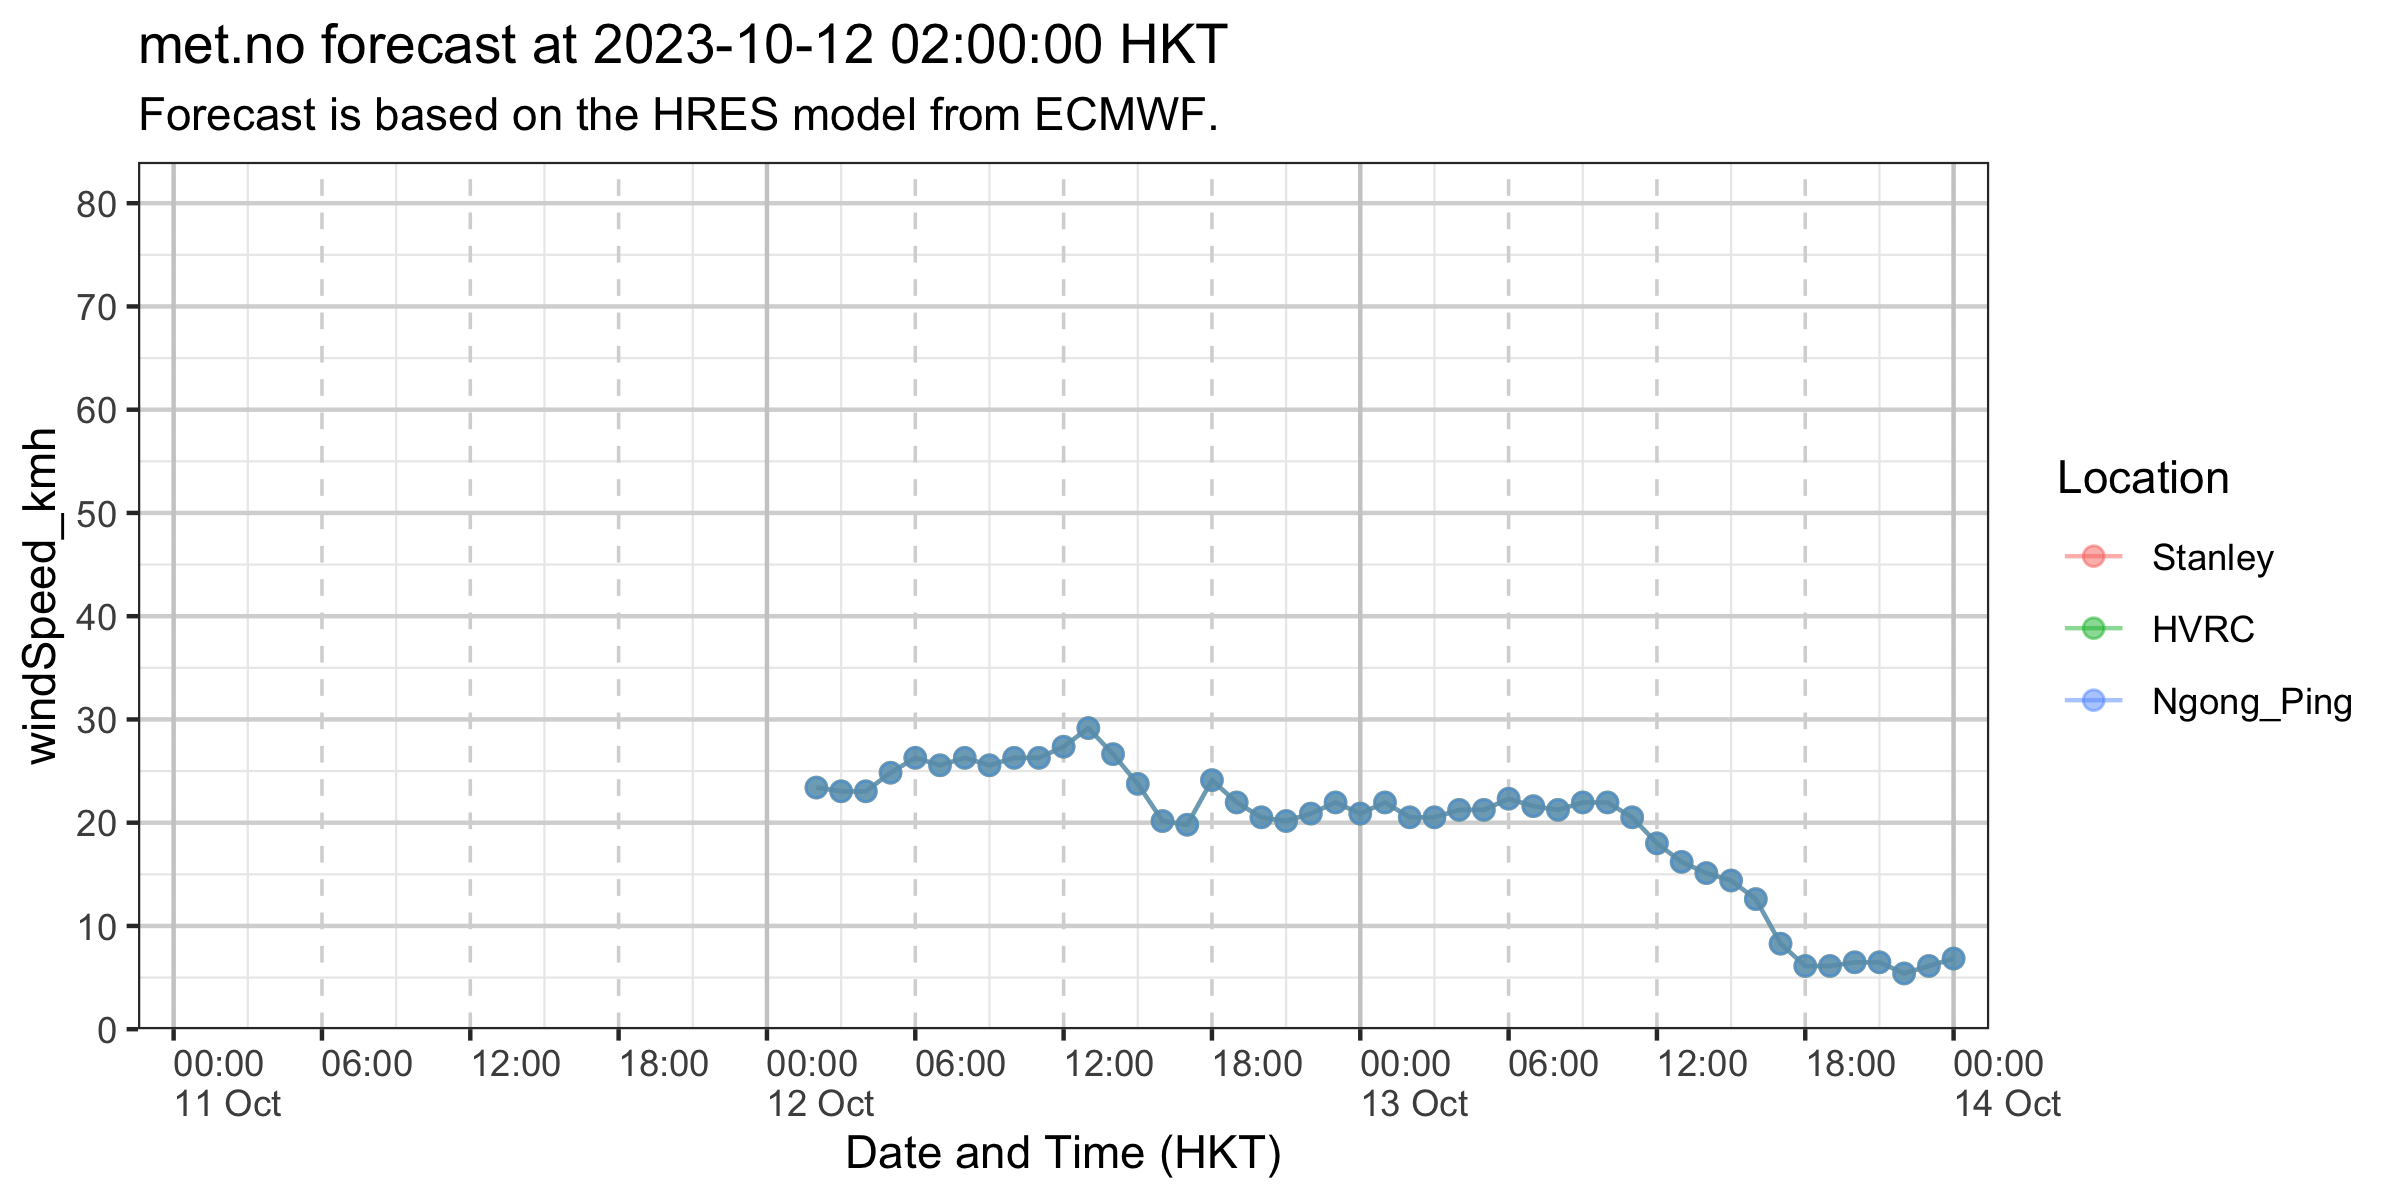 met.no forecast at 2023-10-12 02:00:00 HKT
Forecast is based on the HRES model from ECMWF.
windSpeed_kmh
80
70
60
50
40
30
20
10
0
00:00 06:00 12:00 18:00 00:00 06:00 12:00 18:00 00:00 06:00 12:00 18:00 00:00
11 Oct 12 Oct 13 Oct 14 Oct
Date and Time (HKT)
Location
Stanley
HVRC
Ngong_Ping